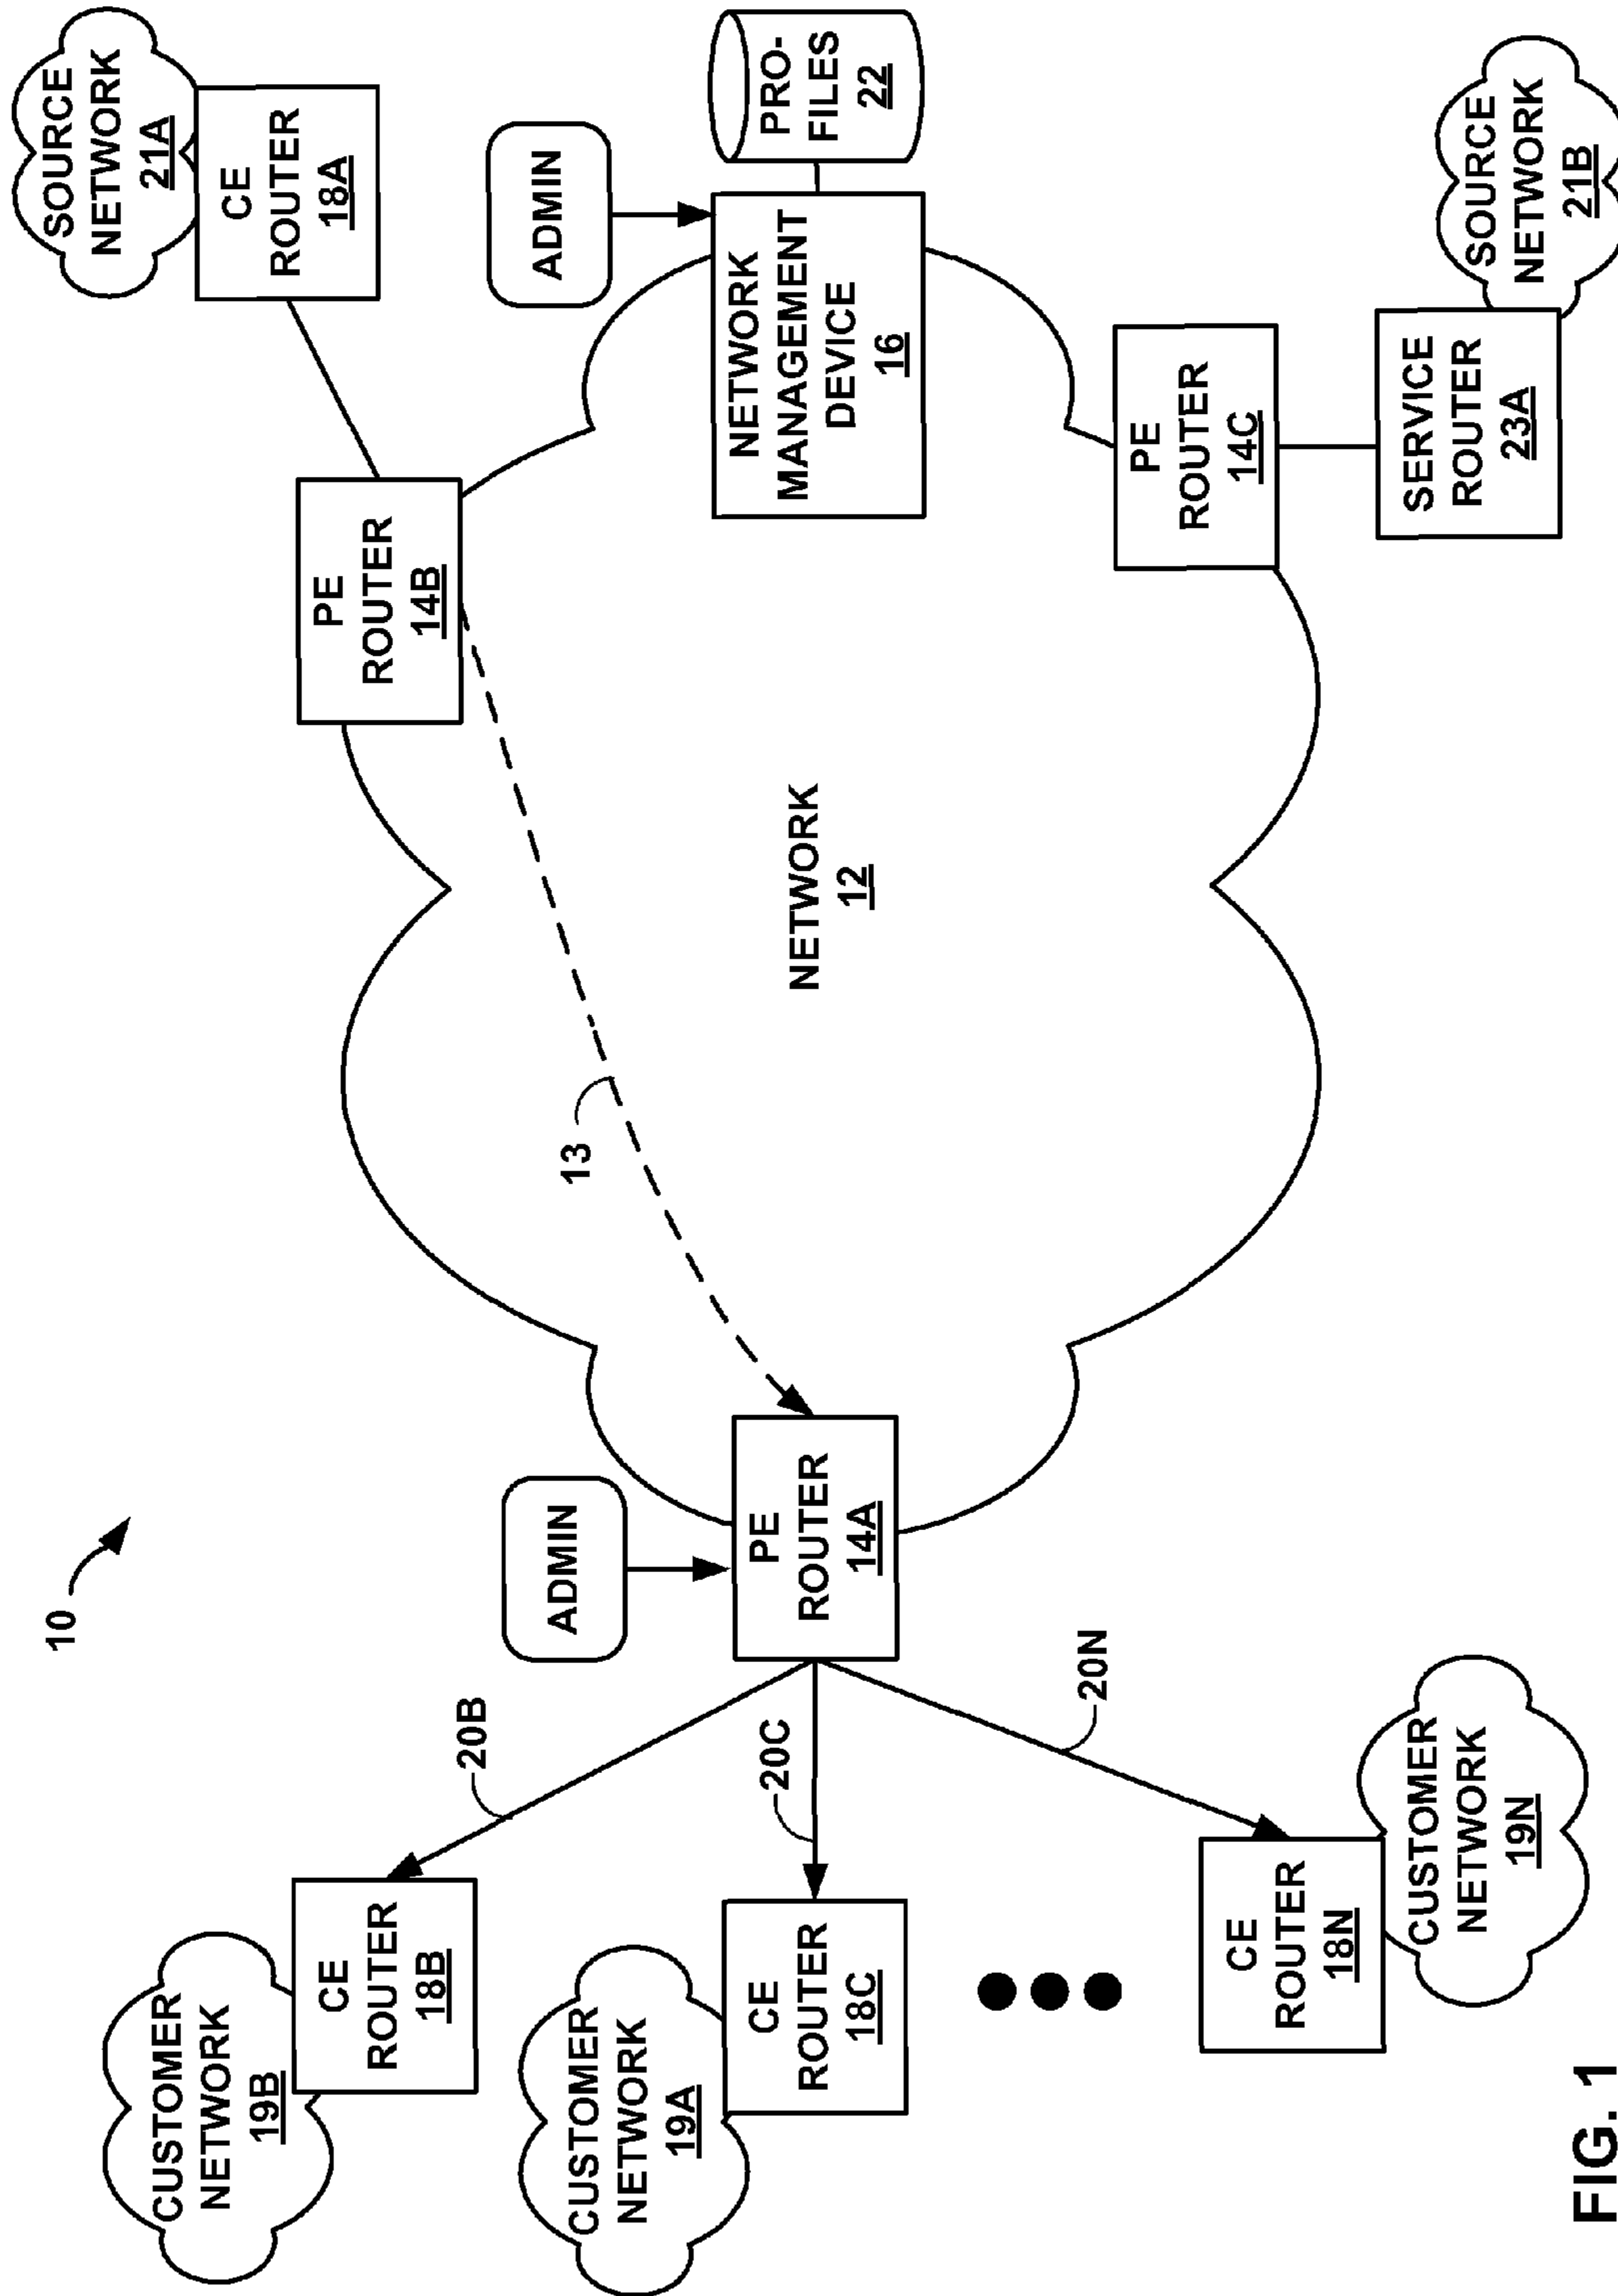 10
SOURCE
NETWORK
21A
CE
ROUTER
18A
CUSTOMER
NETWORK
19B
CE
ROUTER
18B
20B
ADMIN
PE
ROUTER
14B
ADMIN
13
CUSTOMER
NETWORK
19A
CE
ROUTER
18C
20C
PE
ROUTER
14A
NETWORK
12
NETWORK
MANAGEMENT
DEVICE
16
PRO-
FILES
22
20N
CE
ROUTER
18N
CUSTOMER
NETWORK
19N
PE
ROUTER
14C
SERVICE
ROUTER
23A
SOURCE
NETWORK
21B
FIG. 1